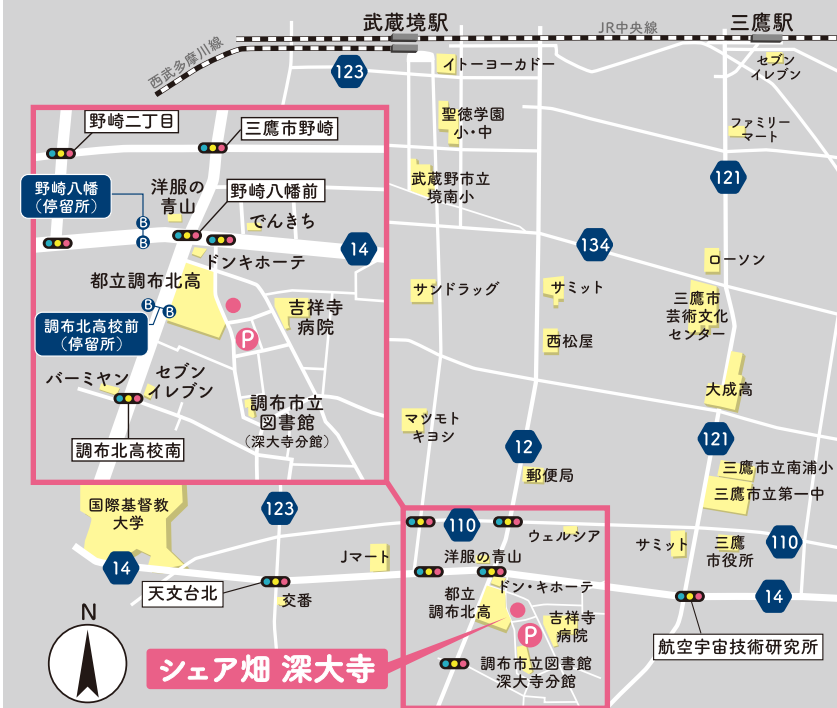 武蔵境駅
JR中央線
三鷹駅
西武多摩川線
123
イトーヨーカドー
セブン
イレブン
聖徳学園
小・中
ファミリー
マート
野崎二丁目
三鷹市野崎
野崎八幡
(停留所)
洋服の
青山
野崎八幡前
武蔵野市立
境南小
121
B
B
でんきち
14
134
ドンキホーテ
ローソン
都立調布北高
サンドラッグ
サミット
三鷹市
芸術文化
センター
B
B
吉祥寺
病院
調布北高校前
(停留所)
P
西松屋
バーミヤン
セブン
イレブン
大成高
調布市立
図書館
(深大寺分館)
マツモト
キヨシ
調布北高校南
12
121
郵便局
三鷹市立南浦小
三鷹市立第一中
国際基督教
大学
123
110
ウェルシア
サミット
三鷹
市役所
110
Jマート
洋服の青山
14
天文台北
交番
ドン・キホーテ
都立
調布北高
14
吉祥寺
病院
P
N
シェア畑 深大寺
調布市立図書館
深大寺分館
航空宇宙技術研究所